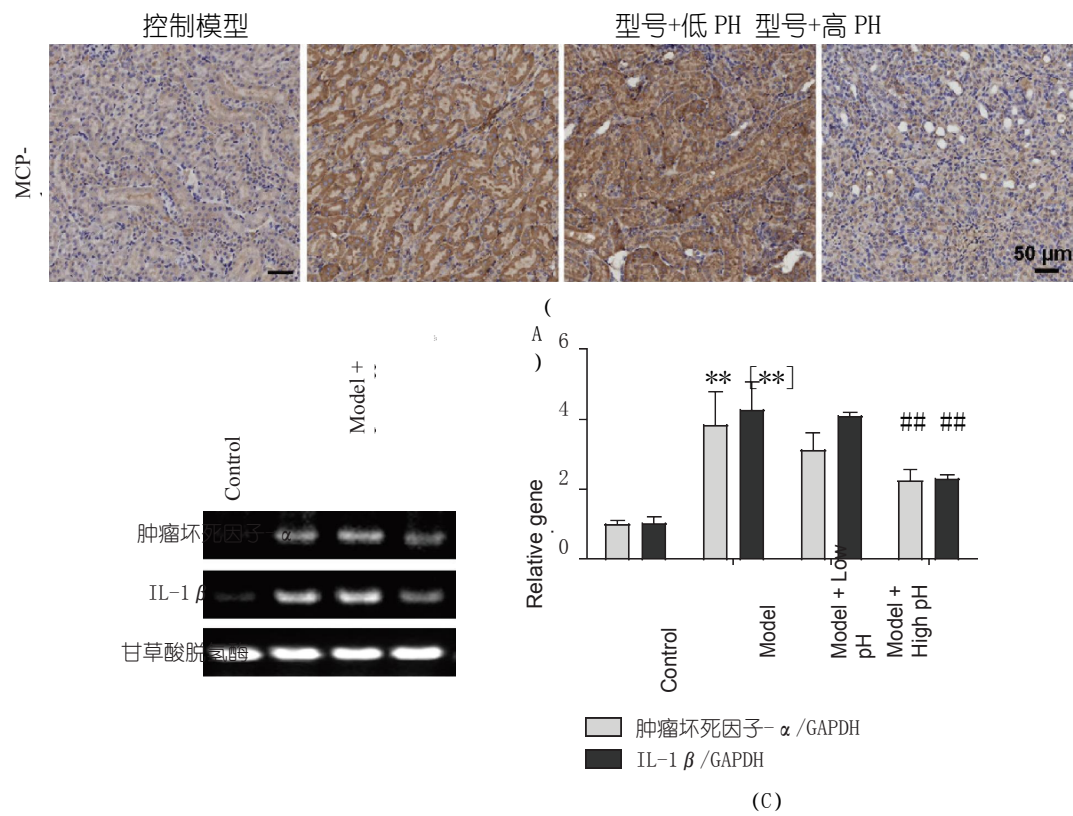 控制模型
型号+低 PH 型号+高 PH
MCP-
50 μm
(
A
)
Control
Model +
肿瘤坏死因子-α
IL-1β
甘草酸脱氢酶
Relative gene
6
4
2
0
**
[**]
##
##
Control
Model
Model + Low
pH
Model +
High pH
肿瘤坏死因子-α/GAPDH
IL-1β/GAPDH
(C)